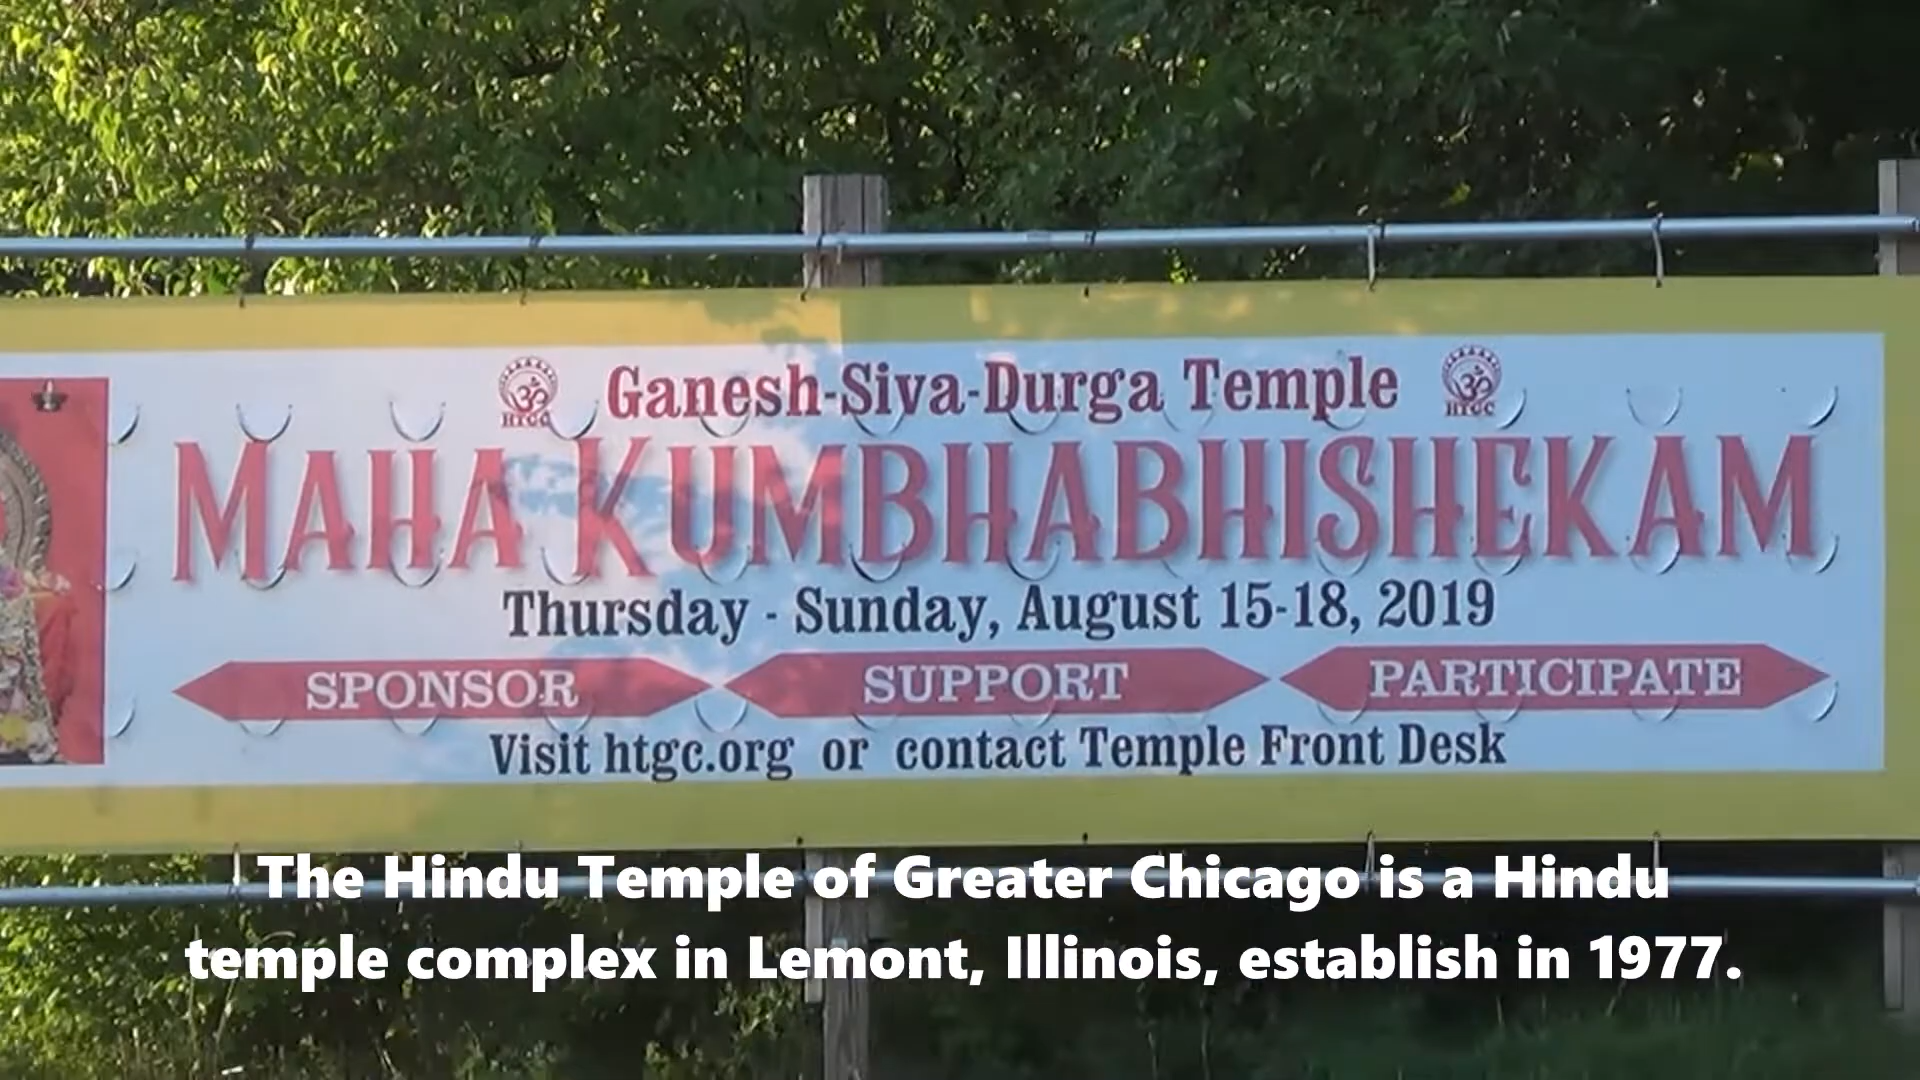 Ganesh-Siva-Durga Temple
HTGC
HTGC
MAHA KUMBHABHISHEKAM
Thursday - Sunday, August 15-18, 2019
SPONSOR SUPPORT PARTICIPATE
Visit htgc.org or contact Temple Front Desk
The Hindu Temple of Greater Chicago is a Hindu
temple complex in Lemont, Illinois, establish in 1977.